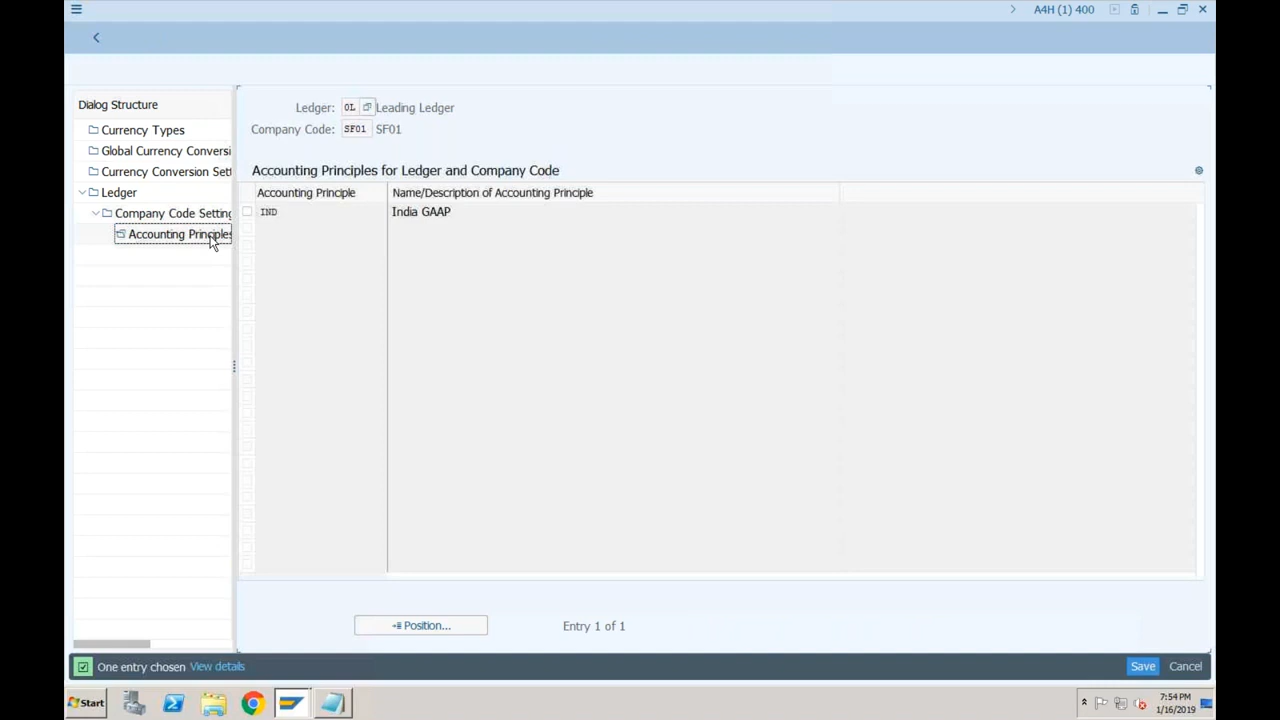 A4H (1) 400
Dialog Structure
Currency Types
Global Currency Conversi
Currency Conversion Sett
Ledger
Company Code Setting
Accounting Principles
Ledger: 0L Leading Ledger
Company Code: SF01 SF01
Accounting Principles for Ledger and Company Code
Accounting Principle Name/Description of Accounting Principle
IND India GAAP
Position...
Entry 1 of 1
One entry chosen View details
Save Cancel
Start
7:54 PM
1/16/2019